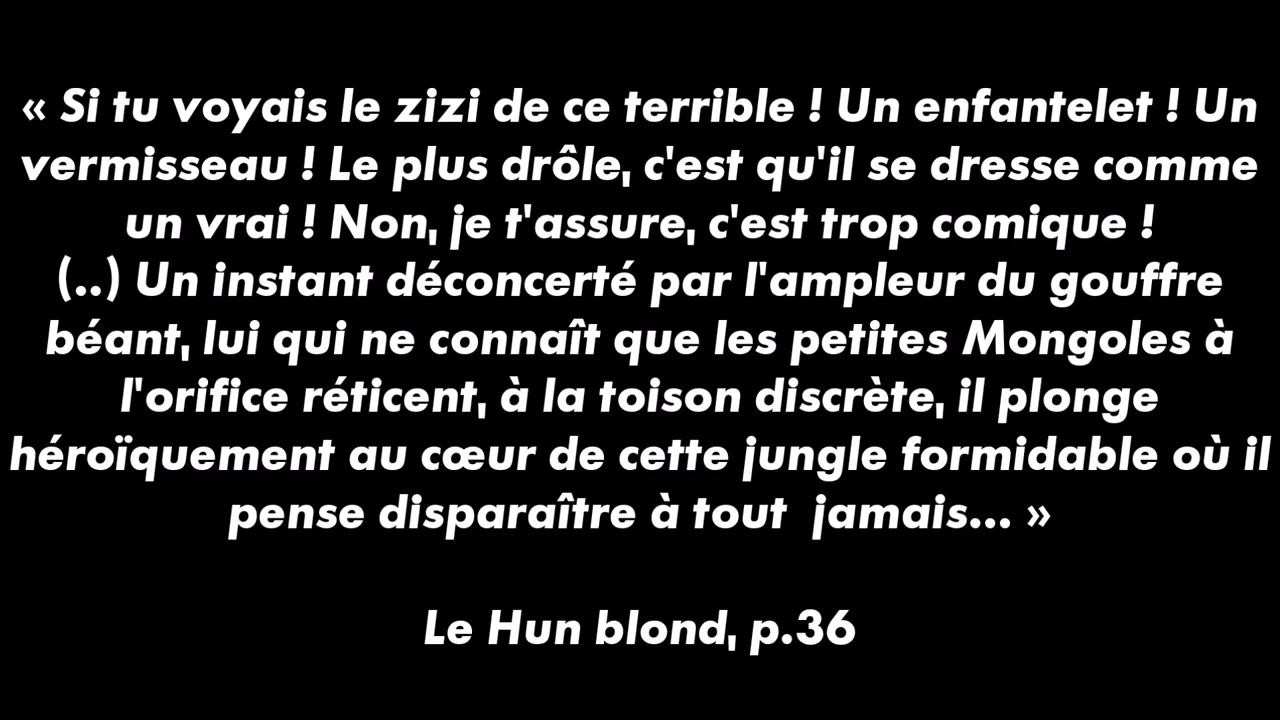 « Si tu voyais le zizi de ce terrible ! Un enfantelet ! Un
vermisseau ! Le plus drôle, c'est qu'il se dresse comme
un vrai ! Non, je t'assure, c'est trop comique !
(..) Un instant déconcerté par l'ampleur du gouffre
béant, lui qui ne connaît que les petites Mongoles à
l'orifice réticent, à la toison discrète, il plonge
héroïquement au cœur de cette jungle formidable où il
pense disparaître à tout  jamais... »
Le Hun blond, p.36